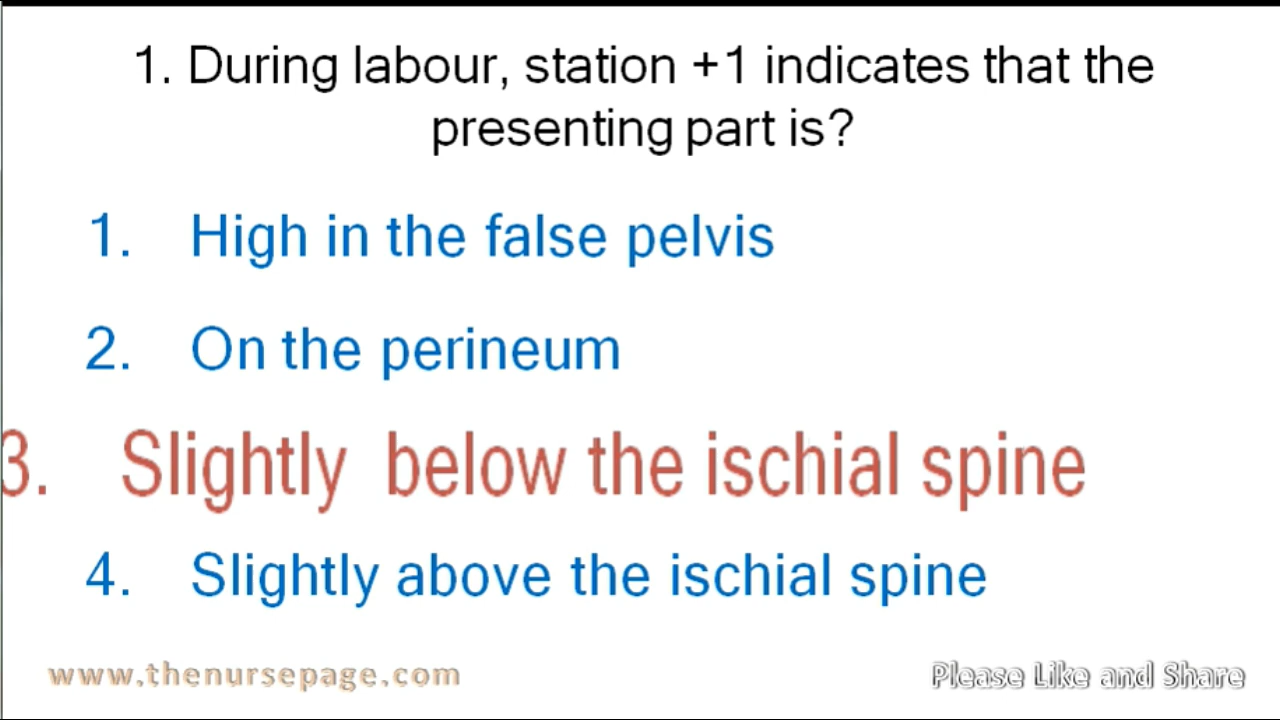 1. During labour, station +1 indicates that the
presenting part is?
1. High in the false pelvis
2. On the perineum
3. Slightly below the ischial spine
4. Slightly above the ischial spine
www.thenursepage.com
Please Like and Share